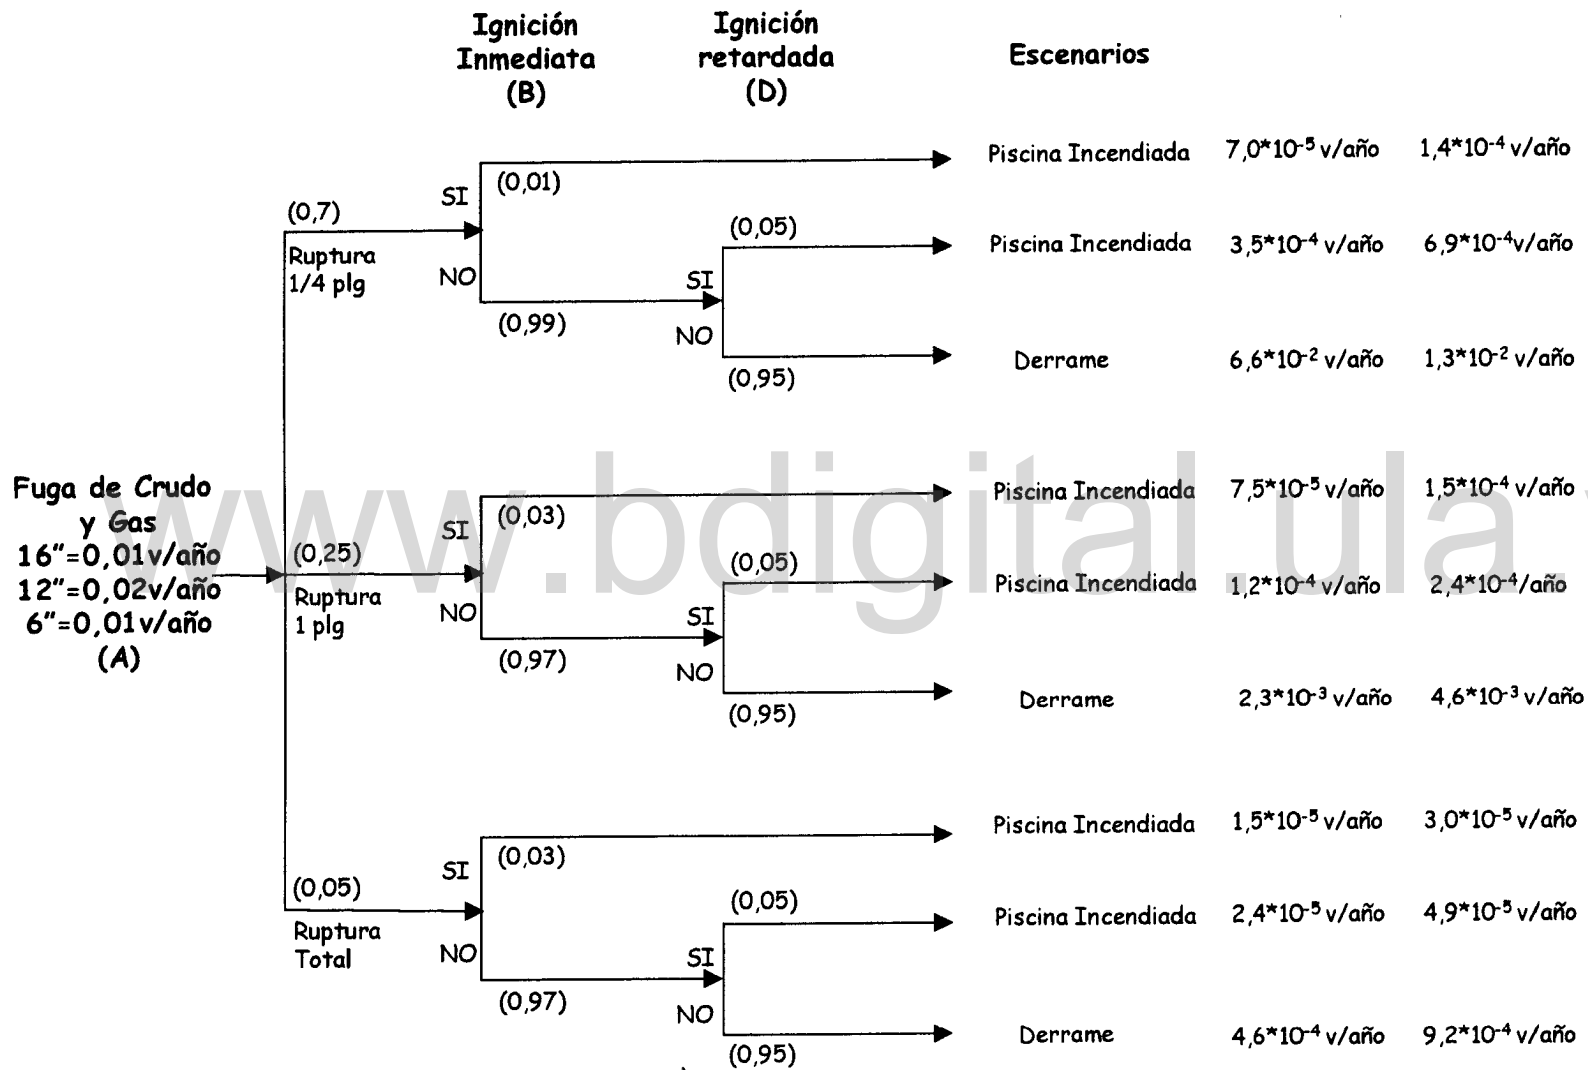 Ignición
Inmediata
(B)
Ignición
retardada
(D)
Escenarios
Piscina Incendiada 7,0*10⁻⁵ v/año 1,4*10⁻⁴ v/año
SI
(0,01)
(0,7)
Ruptura
1/4 plg
(0,05)
Piscina Incendiada 3,5*10⁻⁴ v/año 6,9*10⁻⁴v/año
NO
SI
(0,99)
NO
Derrame 6,6*10⁻² v/año 1,3*10⁻² v/año
(0,95)
Fuga de Crudo
y Gas
16"=0,01v/año
12"=0,02v/año
6"=0,01v/año
(A)
Piscina Incendiada 7,5*10⁻⁵ v/año 1,5*10⁻⁴ v/año
SI
(0,03)
(0,25)
Ruptura
1 plg
(0,05)
Piscina Incendiada 1,2*10⁻⁴ v/año 2,4*10⁻⁴/año
NO
SI
(0,97)
NO
Derrame 2,3*10⁻³ v/año 4,6*10⁻³ v/año
(0,95)
Piscina Incendiada 1,5*10⁻⁵ v/año 3,0*10⁻⁵ v/año
SI
(0,03)
(0,05)
Ruptura
Total
(0,05)
Piscina Incendiada 2,4*10⁻⁵ v/año 4,9*10⁻⁵ v/año
NO
SI
(0,97)
NO
Derrame 4,6*10⁻⁴ v/año 9,2*10⁻⁴ v/año
(0,95)
www.bdigital.ula.